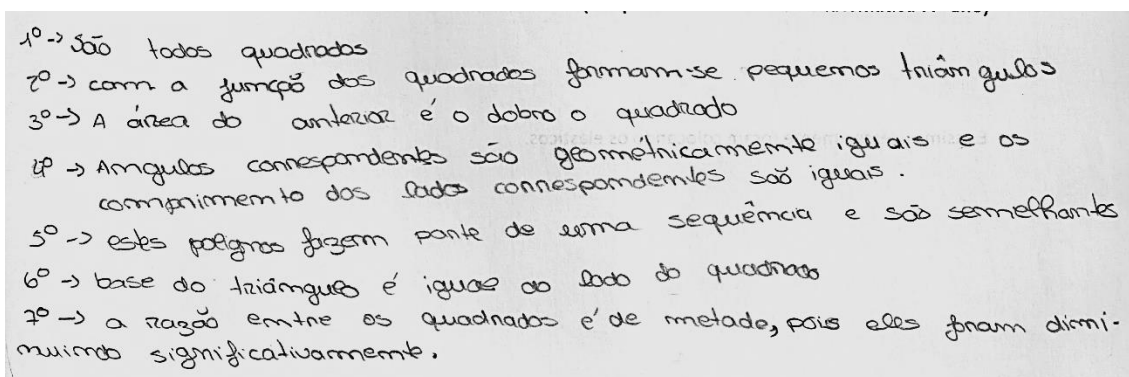 1º -> São todos quadrados
2º -> com a junção dos quadrados formam-se pequenos triângulos
3º -> A área do anterior é o dobro o quadrado
4º -> Angulos correspondentes são geométricamente iguais e os
comprimento dos lados correspondentes são iguais.
5º -> estes poligonos fazem parte de uma sequência e são semelhantes
6º -> base do triângulo é igual ao lado do quadrado
7º -> a razão entre os quadrados é de metade, pois eles foram dimi-
nuindo significativamente.